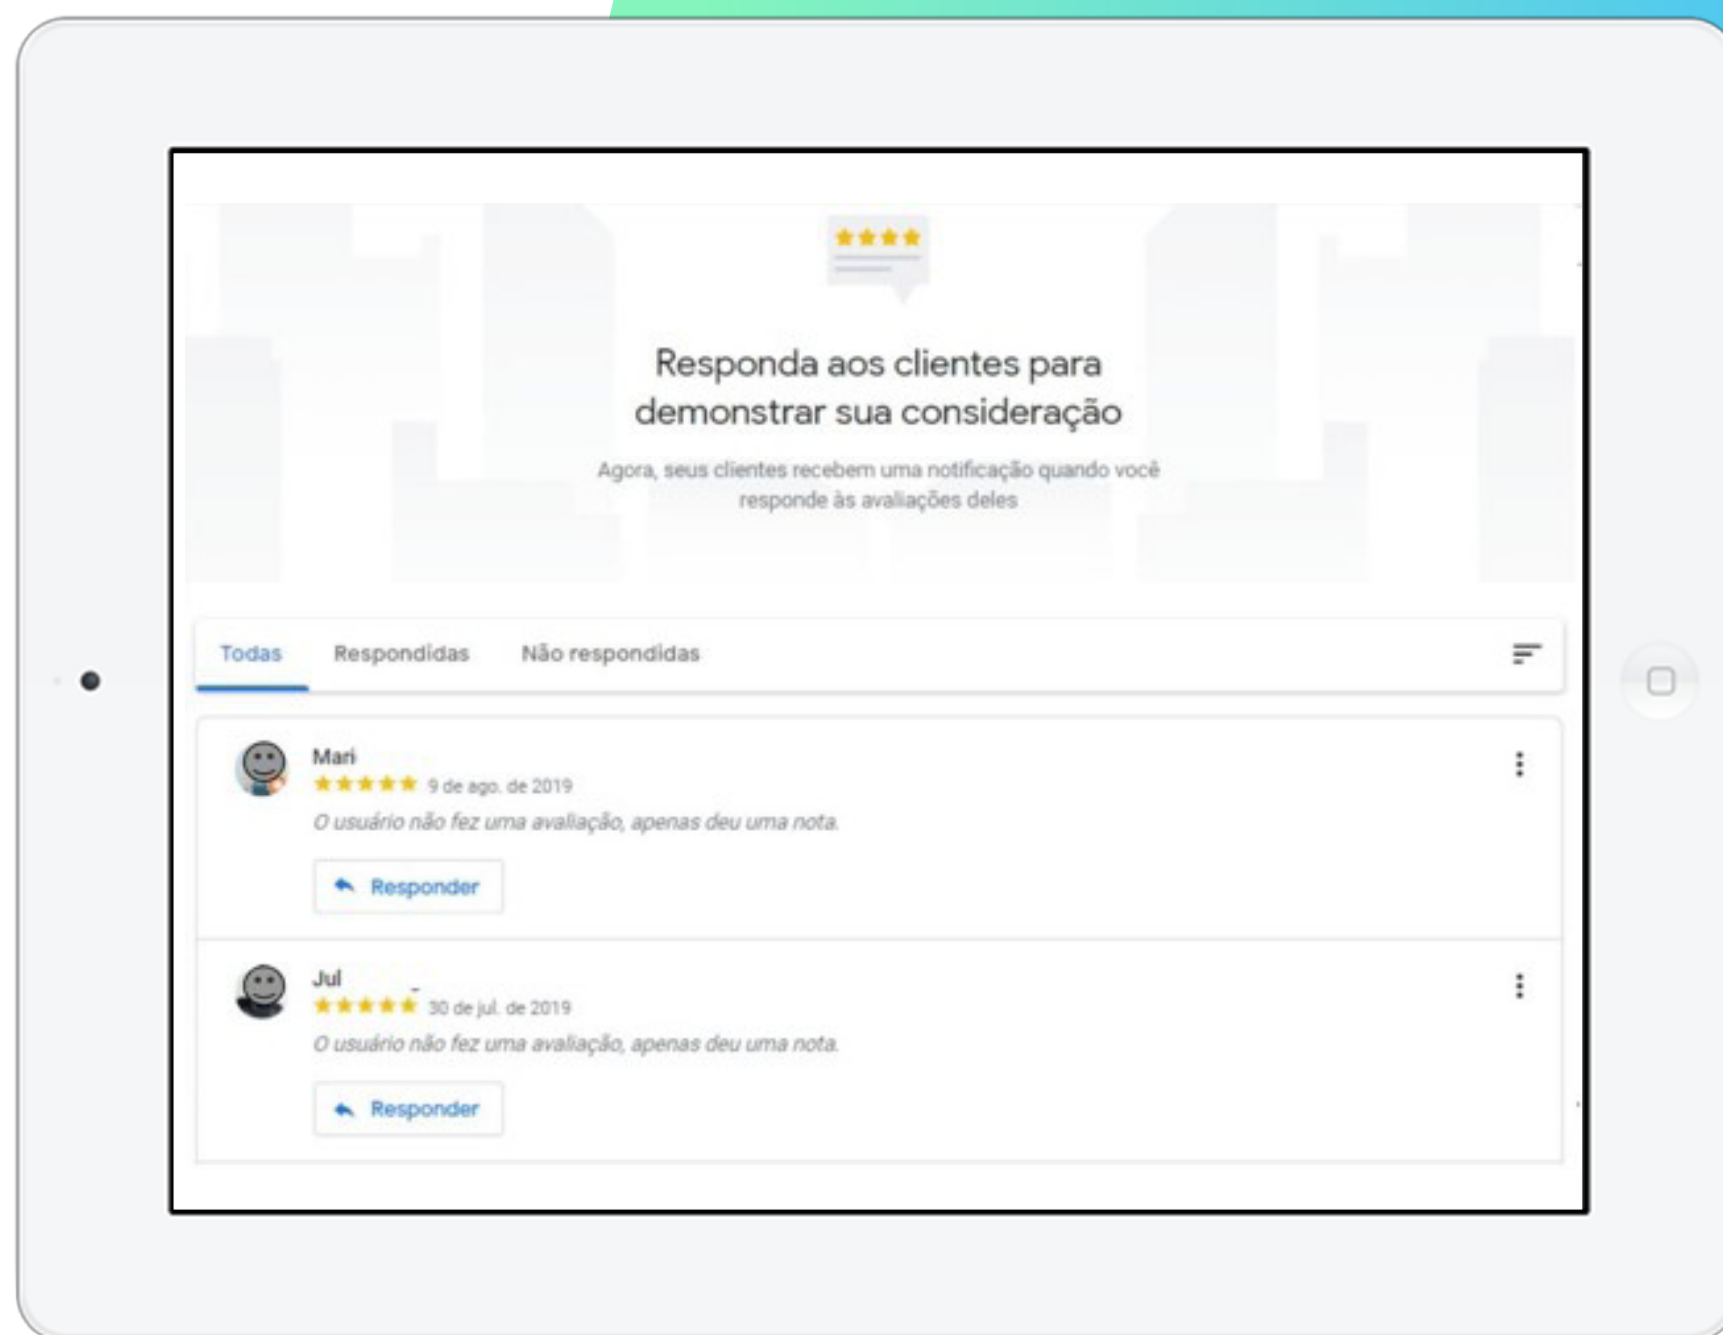 Responda aos clientes para
demonstrar sua consideração
Agora, seus clientes recebem uma notificação quando você
responde às avaliações deles
Todas Respondidas Não respondidas
Mari
9 de ago. de 2019
O usuário não fez uma avaliação, apenas deu uma nota.
Responder
Jul
30 de jul. de 2019
O usuário não fez uma avaliação, apenas deu uma nota.
Responder